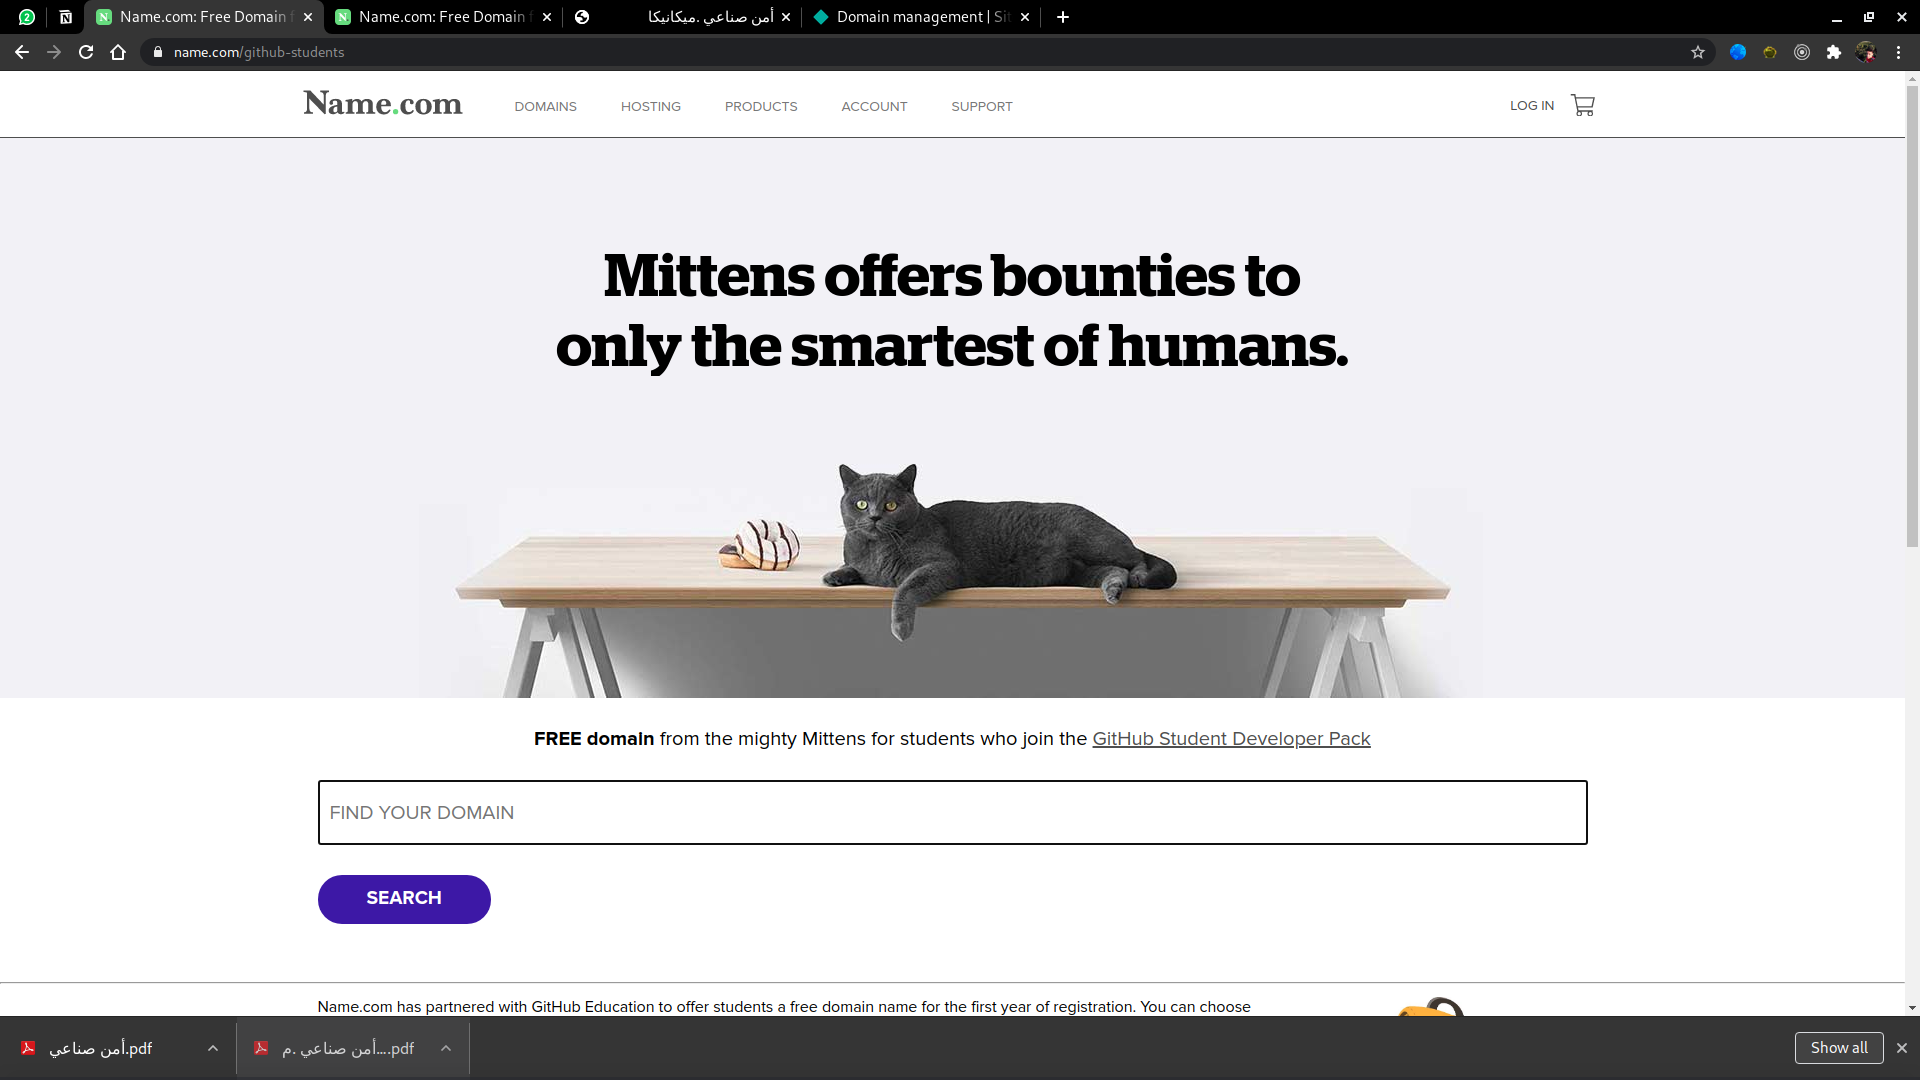 2
Name.com: Free Domain f
Name.com: Free Domain f
أمن صناعي .ميكانيكا
Domain management | Sit
name.com/github-students
Name.com
DOMAINS
HOSTING
PRODUCTS
ACCOUNT
SUPPORT
LOG IN
Mittens offers bounties to
only the smartest of humans.
FREE domain from the mighty Mittens for students who join the GitHub Student Developer Pack
FIND YOUR DOMAIN
SEARCH
Name.com has partnered with GitHub Education to offer students a free domain name for the first year of registration. You can choose
أمن صناعي.pdf
أمن صناعي .م....pdf
Show all